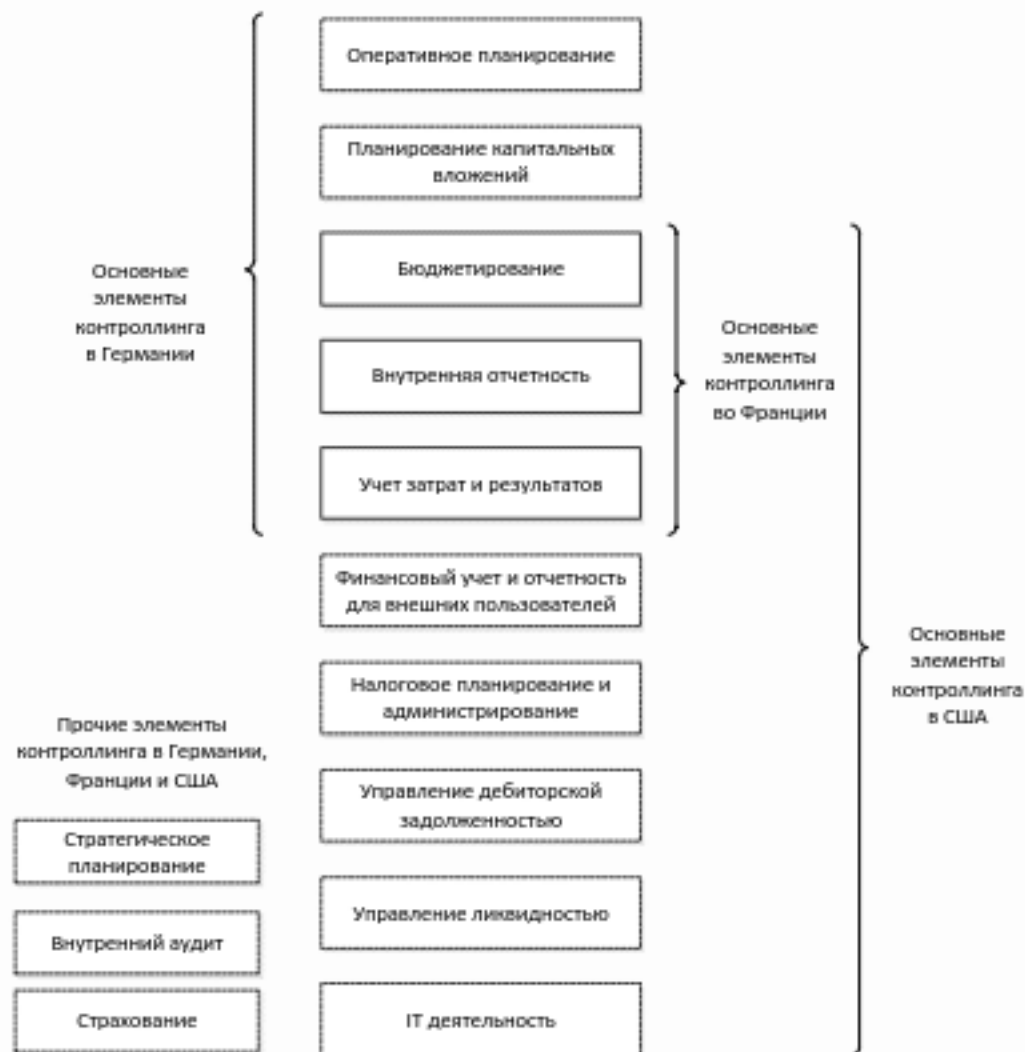 Оперативное планирование
Планирование капитальных
вложений
Бюджетирование
Внутренняя отчетность
Учет затрат и результатов
Финансовый учет и отчетность
для внешних пользователей
Налоговое планирование и
администрирование
Управление дебиторской
задолженностью
Управление ликвидностью
IT деятельность
Основные
элементы
контроллинга
в Германии
Основные
элементы
контроллинга
во Франции
Основные
элементы
контроллинга
в США
Прочие элементы
контроллинга в Германии,
Франции и США
Стратегическое
планирование
Внутренний аудит
Страхование